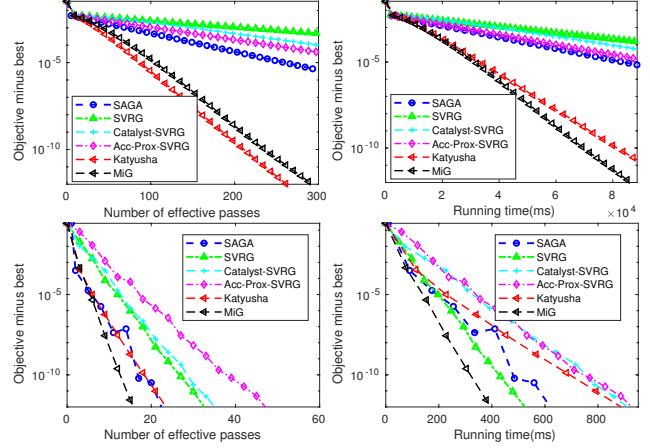 Objective minus best
10^-5
10^-10
SAGA
SVRG
Catalyst-SVRG
Acc-Prox-SVRG
Katyusha
MiG
0 100 200 300
Number of effective passes
Objective minus best
10^-5
10^-10
SAGA
SVRG
Catalyst-SVRG
Acc-Prox-SVRG
Katyusha
MiG
0 2 4 6 8
Running time(ms) × 10^4
Objective minus best
10^-5
10^-10
SAGA
SVRG
Catalyst-SVRG
Acc-Prox-SVRG
Katyusha
MiG
0 20 40 60
Number of effective passes
Objective minus best
10^-5
10^-10
SAGA
SVRG
Catalyst-SVRG
Acc-Prox-SVRG
Katyusha
MiG
0 200 400 600 800
Running time(ms)